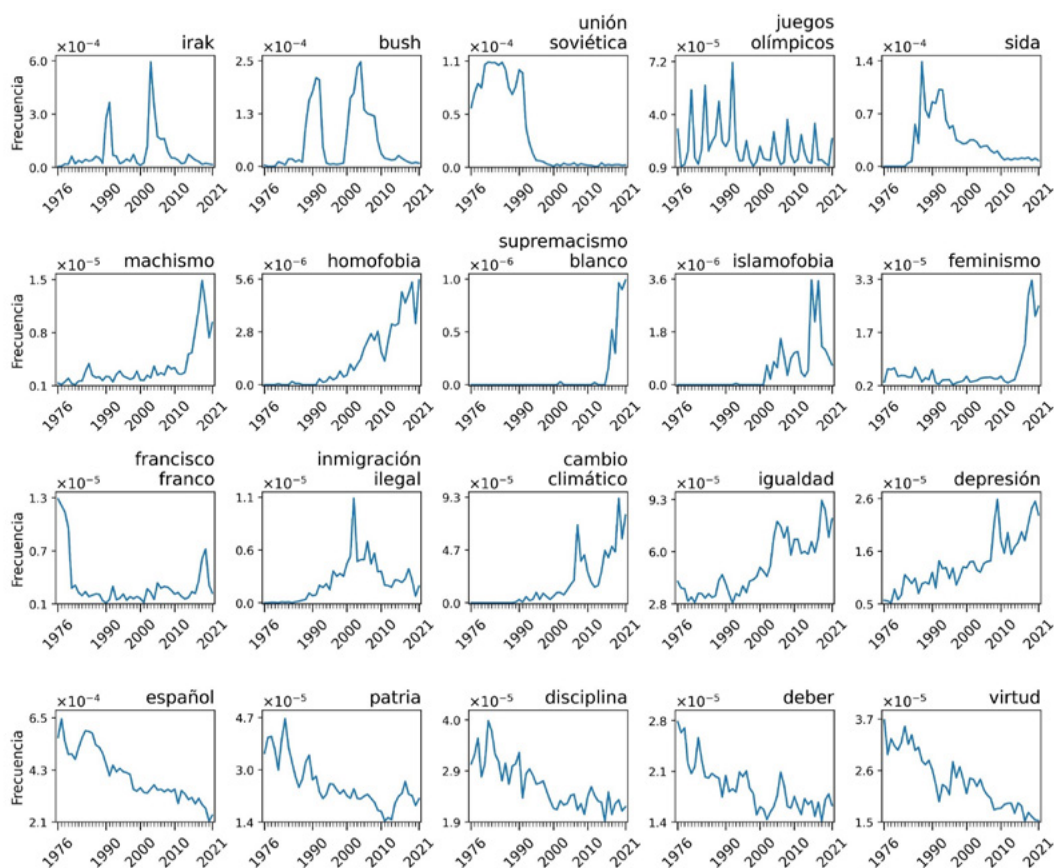 unión juegos
×10⁻⁴ irak ×10⁻⁴ bush ×10⁻⁴ soviética ×10⁻⁵ olímpicos ×10⁻⁴ sida
6.0 2.5 1.1 7.2 1.4
3.0 1.3 0.5 4.0 0.7
0.0 0.0 0.0 0.9 0.0
Frecuencia
1976 1990 2000 2010 2021 1976 1990 2000 2010 2021 1976 1990 2000 2010 2021 1976 1990 2000 2010 2021 1976 1990 2000 2010 2021
supremacismo
×10⁻⁵ machismo ×10⁻⁶ homofobia ×10⁻⁶ blanco ×10⁻⁶ islamofobia ×10⁻⁵ feminismo
1.5 5.6 1.0 3.6 3.3
0.8 2.8 0.5 1.8 1.8
0.1 0.0 0.0 0.0 0.2
Frecuencia
1976 1990 2000 2010 2021 1976 1990 2000 2010 2021 1976 1990 2000 2010 2021 1976 1990 2000 2010 2021 1976 1990 2000 2010 2021
francisco inmigración cambio
×10⁻⁵ franco ×10⁻⁵ ilegal ×10⁻⁵ climático ×10⁻⁵ igualdad ×10⁻⁵ depresión
1.3 1.1 9.3 9.3 2.6
0.7 0.6 4.7 6.0 1.6
0.1 0.0 0.0 2.8 0.5
Frecuencia
1976 1990 2000 2010 2021 1976 1990 2000 2010 2021 1976 1990 2000 2010 2021 1976 1990 2000 2010 2021 1976 1990 2000 2010 2021
×10⁻⁴ español ×10⁻⁵ patria ×10⁻⁵ disciplina ×10⁻⁵ deber ×10⁻⁵ virtud
6.5 4.7 4.0 2.8 3.7
4.3 3.0 2.9 2.1 2.6
2.1 1.4 1.9 1.4 1.5
Frecuencia
1976 1990 2000 2010 2021 1976 1990 2000 2010 2021 1976 1990 2000 2010 2021 1976 1990 2000 2010 2021 1976 1990 2000 2010 2021